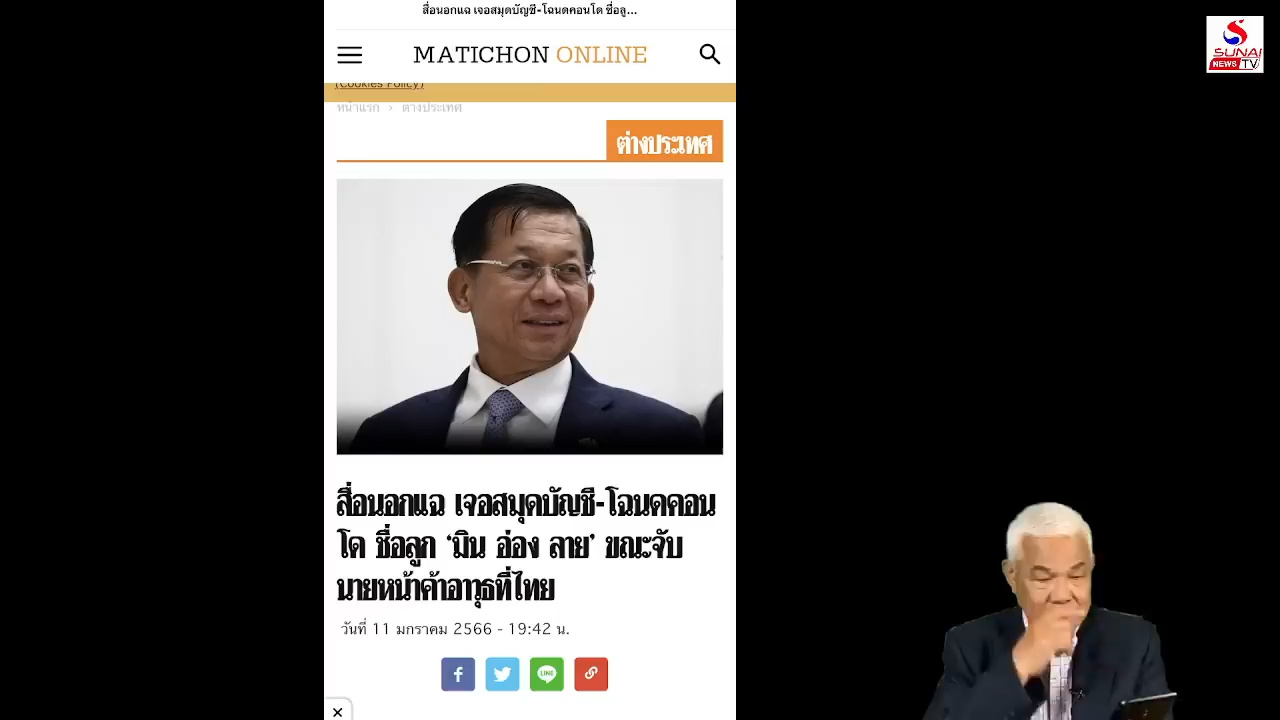 สื่อนอกแฉ เจอสมุดบัญชี-โฉนดคอนโด ชื่อลู...
MATICHON ONLINE
(Cookies Policy)
หน้าแรก › ต่างประเทศ
ต่างประเทศ
สื่อนอกแฉ เจอสมุดบัญชี-โฉนดคอน
โด ชื่อลูก ‘มิน อ่อง ลาย’ ขณะจับ
นายหน้าค้าอาวุธที่ไทย
วันที่ 11 มกราคม 2566 - 19:42 น.
LINE
SUNAI
NEWS TV